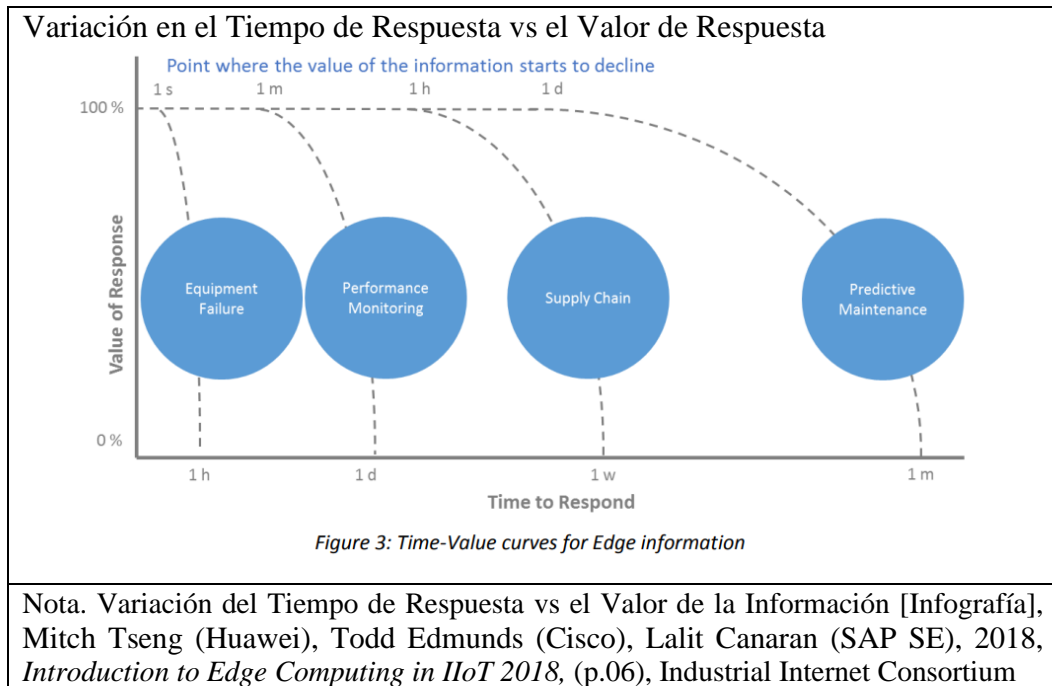 Variación en el Tiempo de Respuesta vs el Valor de Respuesta
Point where the value of the information starts to decline
1 s 1 m 1 h 1 d
100 %
Value of Response
Equipment
Failure
Performance
Monitoring
Supply Chain
Predictive
Maintenance
0 %
1 h 1 d 1 w 1 m
Time to Respond
Figure 3: Time-Value curves for Edge information
Nota. Variación del Tiempo de Respuesta vs el Valor de la Información [Infografía],
Mitch Tseng (Huawei), Todd Edmunds (Cisco), Lalit Canaran (SAP SE), 2018,
Introduction to Edge Computing in IIoT 2018, (p.06), Industrial Internet Consortium